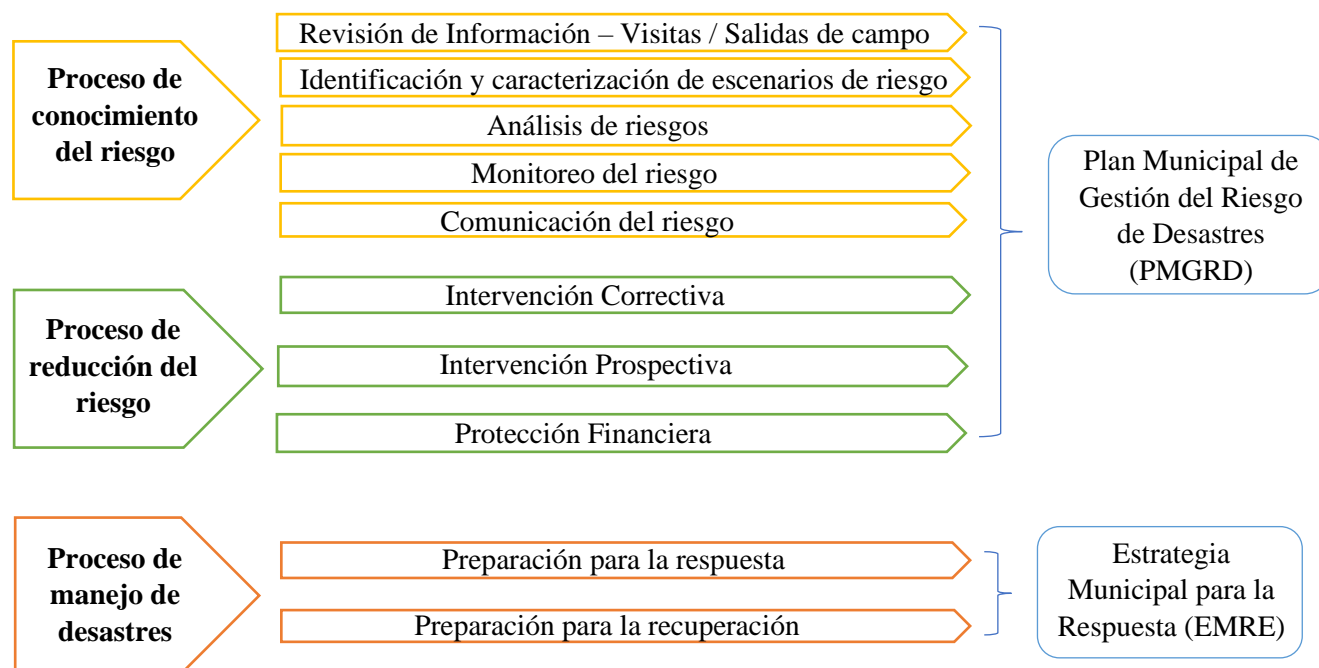 Proceso de
conocimiento
del riesgo
Revisión de Información – Visitas / Salidas de campo
Identificación y caracterización de escenarios de riesgo
Análisis de riesgos
Monitoreo del riesgo
Comunicación del riesgo
Proceso de
reducción del
riesgo
Intervención Correctiva
Intervención Prospectiva
Protección Financiera
Plan Municipal de
Gestión del Riesgo
de Desastres
(PMGRD)
Proceso de
manejo de
desastres
Preparación para la respuesta
Preparación para la recuperación
Estrategia
Municipal para la
Respuesta (EMRE)